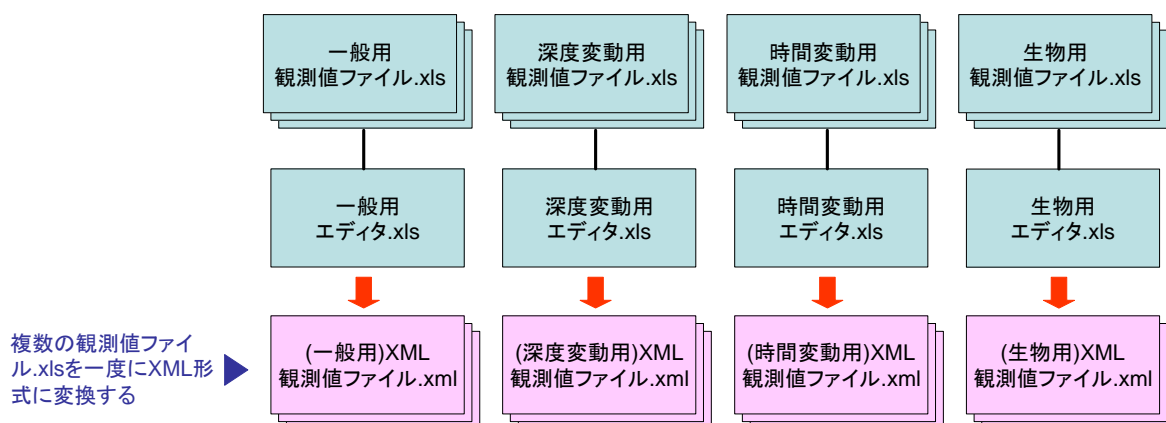 一般用
観測値ファイル.xls
深度変動用
観測値ファイル.xls
時間変動用
観測値ファイル.xls
生物用
観測値ファイル.xls
一般用
エディタ.xls
深度変動用
エディタ.xls
時間変動用
エディタ.xls
生物用
エディタ.xls
複数の観測値ファイ
ル.xlsを一度にXML形
式に変換する
(一般用)XML
観測値ファイル.xml
(深度変動用)XML
観測値ファイル.xml
(時間変動用)XML
観測値ファイル.xml
(生物用)XML
観測値ファイル.xml